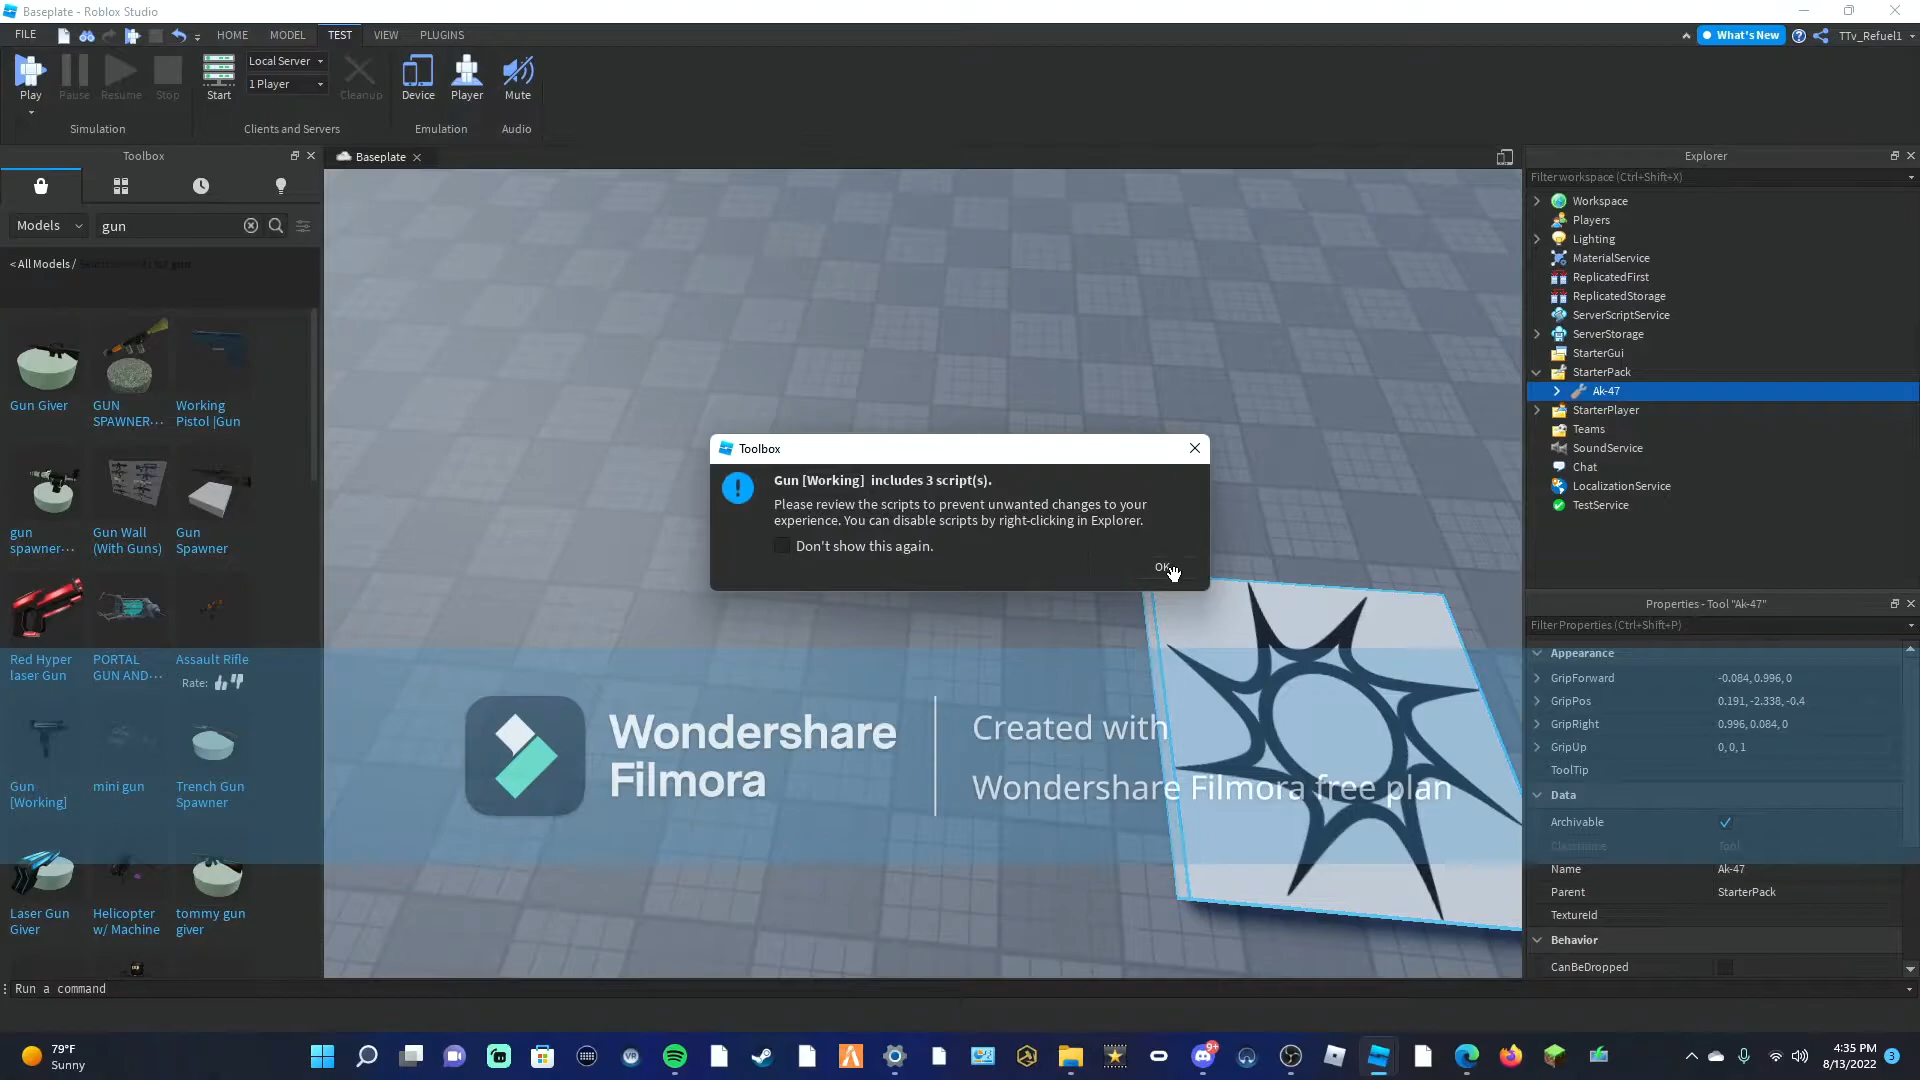 Baseplate - Roblox Studio
FILE
HOME
MODEL
TEST
VIEW
PLUGINS
What's New
TTv_Refuel1
Play
Pause
Resume
Stop
Start
Local Server
1 Player
Cleanup
Device
Player
Mute
Simulation
Clients and Servers
Emulation
Audio
Toolbox
Baseplate
Explorer
Models
gun
Filter workspace (Ctrl+Shift+X)
< All Models /
gun
Gun Giver
GUN
SPAWNER...
Working
Pistol |Gun
gun
spawner...
Gun Wall
(With Guns)
Gun
Spawner
Red Hyper
laser Gun
PORTAL
GUN AND...
Assault Rifle
Rate:
Gun
[Working]
mini gun
Trench Gun
Spawner
Laser Gun
Giver
Helicopter
w/ Machine
tommy gun
giver
Toolbox
Gun [Working] includes 3 script(s).
Please review the scripts to prevent unwanted changes to your
experience. You can disable scripts by right-clicking in Explorer.
Don't show this again.
OK
Wondershare
Filmora
Created with
Wondershare Filmora free plan
Workspace
Players
Lighting
MaterialService
ReplicatedFirst
ReplicatedStorage
ServerScriptService
ServerStorage
StarterGui
StarterPack
Ak-47
StarterPlayer
Teams
SoundService
Chat
LocalizationService
TestService
Properties - Tool "Ak-47"
Filter Properties (Ctrl+Shift+P)
Appearance
GripForward -0.084, 0.996, 0
GripPos 0.191, -2.338, -0.4
GripRight 0.996, 0.084, 0
GripUp 0, 0, 1
ToolTip
Data
Archivable
ClassName Tool
Name Ak-47
Parent StarterPack
TextureId
Behavior
CanBeDropped
Run a command
79°F
Sunny
VR
9+
4:35 PM
8/13/2022
3